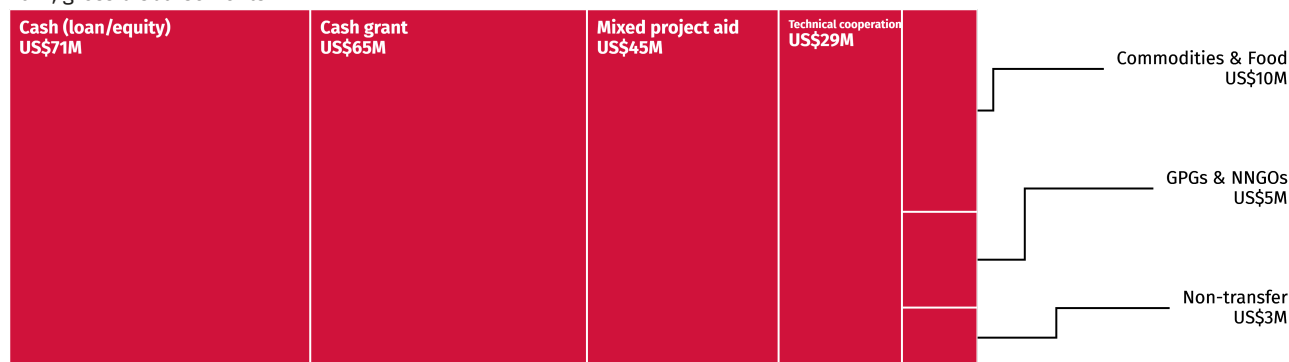 Cash (loan/equity)
US$71M
Cash grant
US$65M
Mixed project aid
US$45M
Technical cooperation
US$29M
Commodities & Food
US$10M
GPGs & NNGOs
US$5M
Non-transfer
US$3M